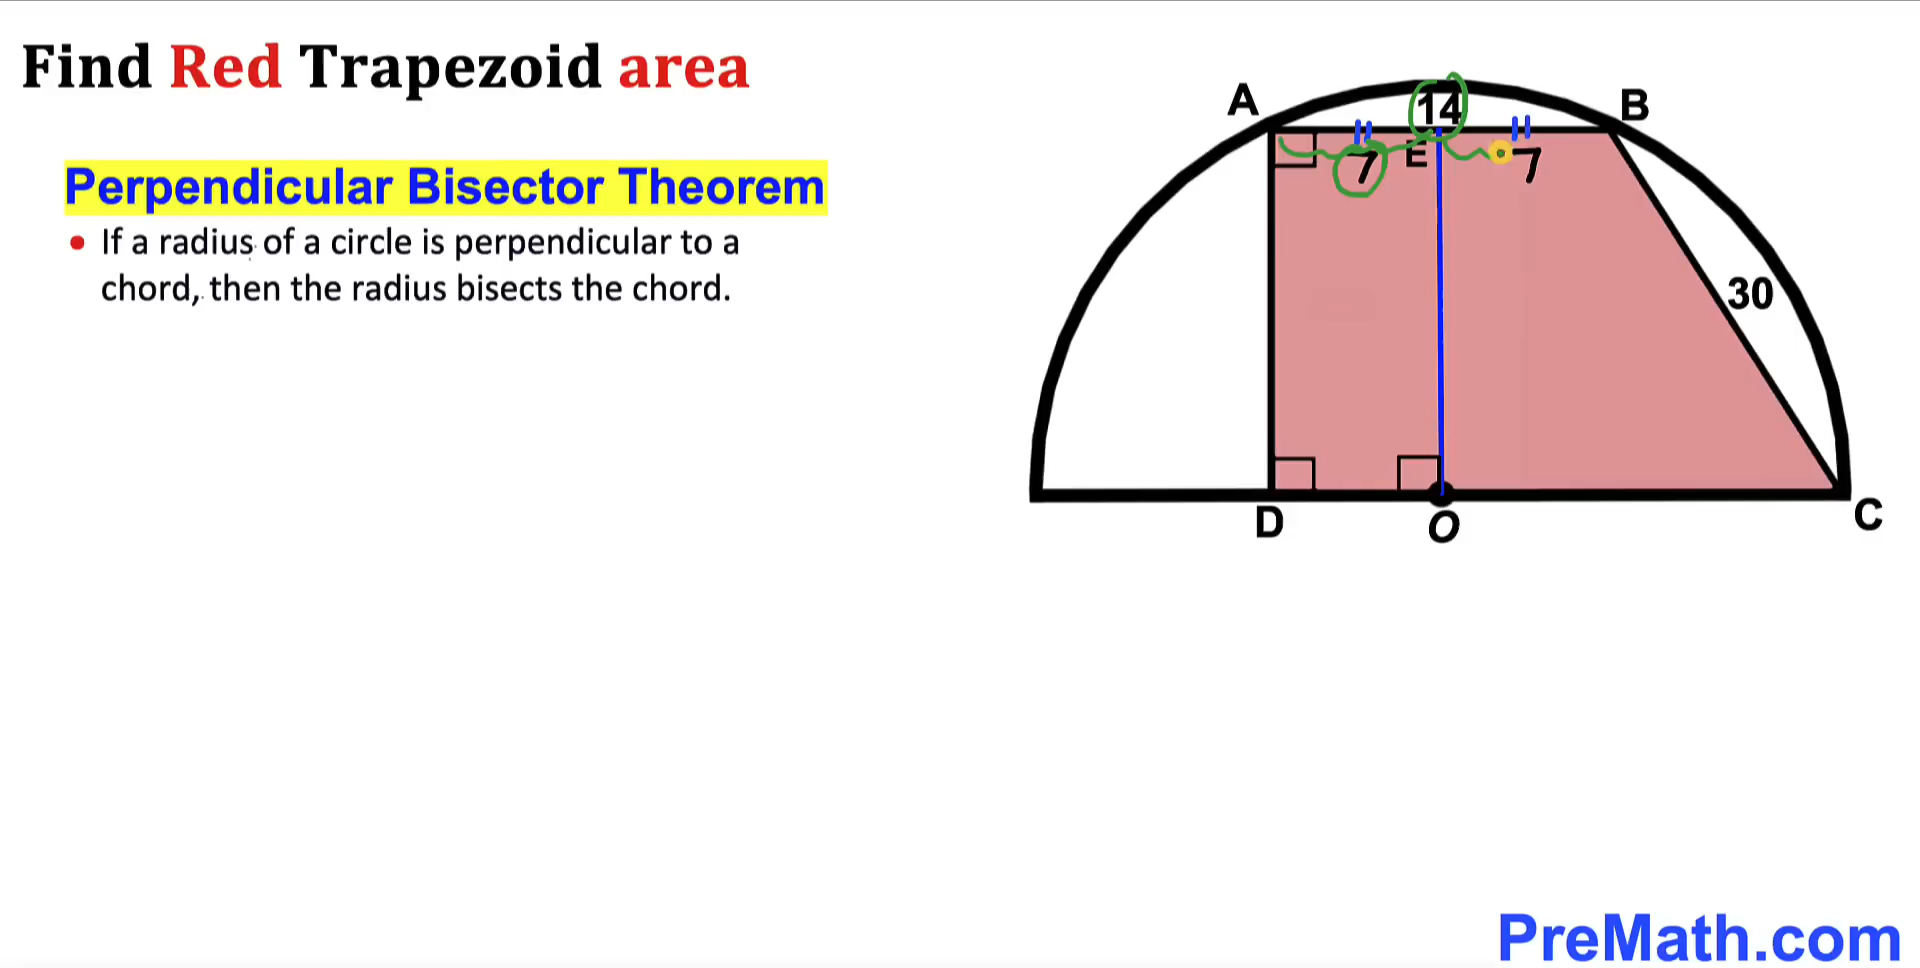 Find Red Trapezoid area
Perpendicular Bisector Theorem
• If a radius of a circle is perpendicular to a
chord, then the radius bisects the chord.
A
14
B
7
E
7
30
D
O
C
PreMath.com